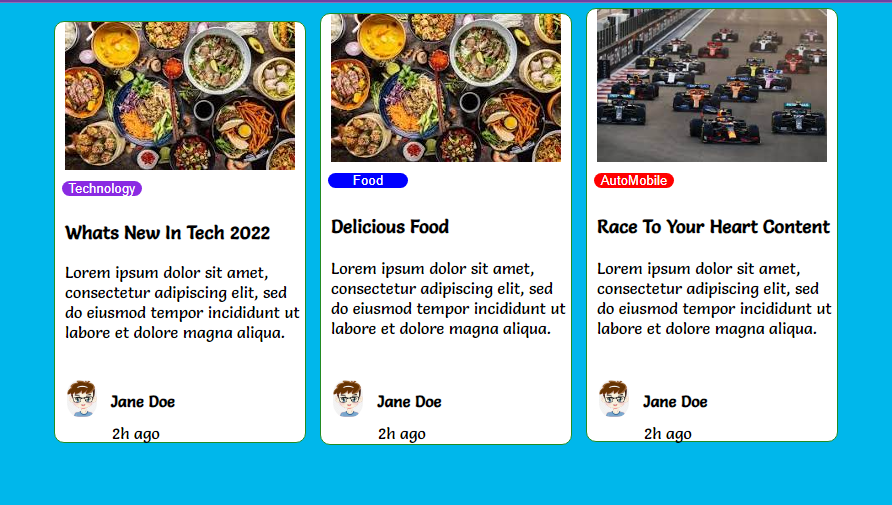 Technology
Whats New In Tech 2022
Lorem ipsum dolor sit amet,
consectetur adipiscing elit, sed
do eiusmod tempor incididunt ut
labore et dolore magna aliqua.
Jane Doe
2h ago
Food
Delicious Food
Lorem ipsum dolor sit amet,
consectetur adipiscing elit, sed
do eiusmod tempor incididunt ut
labore et dolore magna aliqua.
Jane Doe
2h ago
AutoMobile
Race To Your Heart Content
Lorem ipsum dolor sit amet,
consectetur adipiscing elit, sed
do eiusmod tempor incididunt ut
labore et dolore magna aliqua.
Jane Doe
2h ago